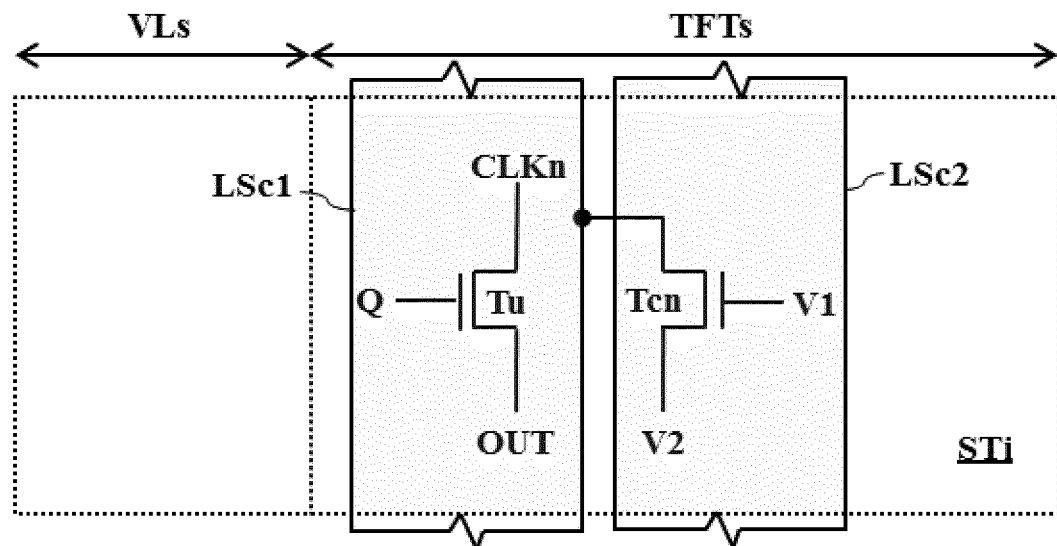 VLs TFTs
CLKn
LSc1 LSc2
Q Tu Tcn V1
OUT V2 STi